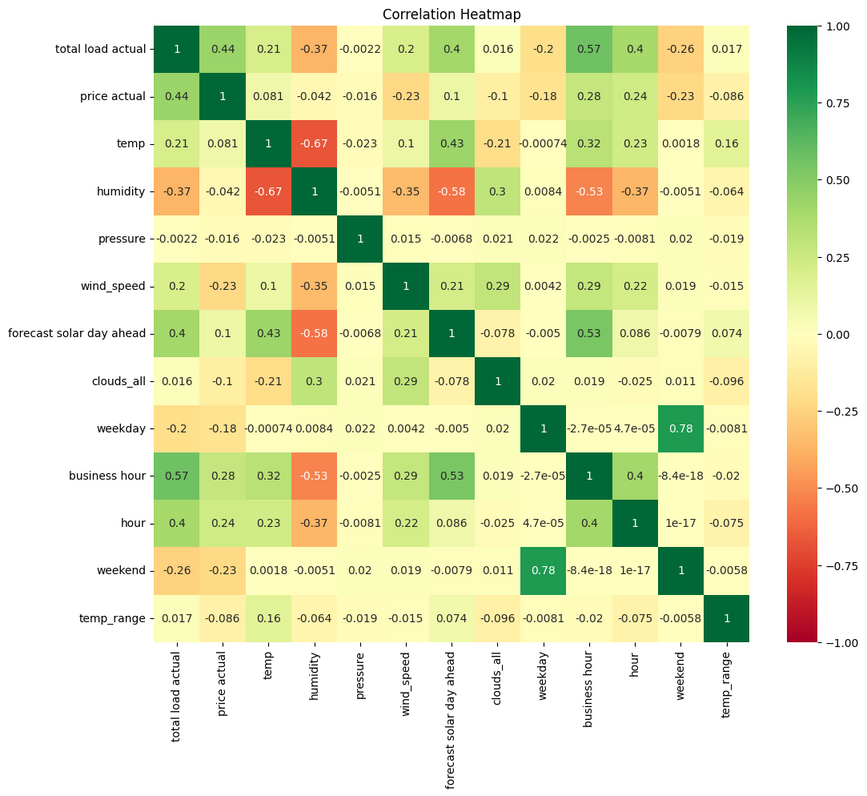 Correlation Heatmap
total load actual 1 0.44 0.21 -0.37 -0.0022 0.2 0.4 0.016 -0.2 0.57 0.4 -0.26 0.017
price actual 0.44 1 0.081 -0.042 -0.016 -0.23 0.1 -0.1 -0.18 0.28 0.24 -0.23 -0.086
temp 0.21 0.081 1 -0.67 -0.023 0.1 0.43 -0.21 -0.00074 0.32 0.23 0.0018 0.16
humidity -0.37 -0.042 -0.67 1 -0.0051 -0.35 -0.58 0.3 0.0084 -0.53 -0.37 -0.0051 -0.064
pressure -0.0022 -0.016 -0.023 -0.0051 1 0.015 -0.0068 0.021 0.022 -0.0025 -0.0081 0.02 -0.019
wind_speed 0.2 -0.23 0.1 -0.35 0.015 1 0.21 0.29 0.0042 0.29 0.22 0.019 -0.015
forecast solar day ahead 0.4 0.1 0.43 -0.58 -0.0068 0.21 1 -0.078 -0.005 0.53 0.086 -0.0079 0.074
clouds_all 0.016 -0.1 -0.21 0.3 0.021 0.29 -0.078 1 0.02 0.019 -0.025 0.011 -0.096
weekday -0.2 -0.18 -0.00074 0.0084 0.022 0.0042 -0.005 0.02 1 -2.7e-05 4.7e-05 0.78 -0.0081
business hour 0.57 0.28 0.32 -0.53 -0.0025 0.29 0.53 0.019 -2.7e-05 1 0.4 -8.4e-18 -0.02
hour 0.4 0.24 0.23 -0.37 -0.0081 0.22 0.086 -0.025 4.7e-05 0.4 1 1e-17 -0.075
weekend -0.26 -0.23 0.0018 -0.0051 0.02 0.019 -0.0079 0.011 0.78 -8.4e-18 1e-17 1 -0.0058
temp_range 0.017 -0.086 0.16 -0.064 -0.019 -0.015 0.074 -0.096 -0.0081 -0.02 -0.075 -0.0058 1
total load actual
price actual
temp
humidity
pressure
wind_speed
forecast solar day ahead
clouds_all
weekday
business hour
hour
weekend
temp_range
1.00
0.75
0.50
0.25
0.00
-0.25
-0.50
-0.75
-1.00